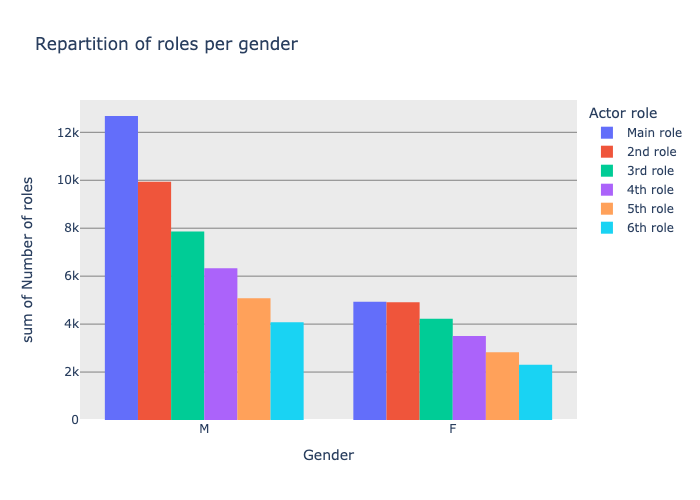 Repartition of roles per gender
Actor role
Main role
2nd role
3rd role
4th role
5th role
6th role
sum of Number of roles
12k
10k
8k
6k
4k
2k
0
M
F
Gender